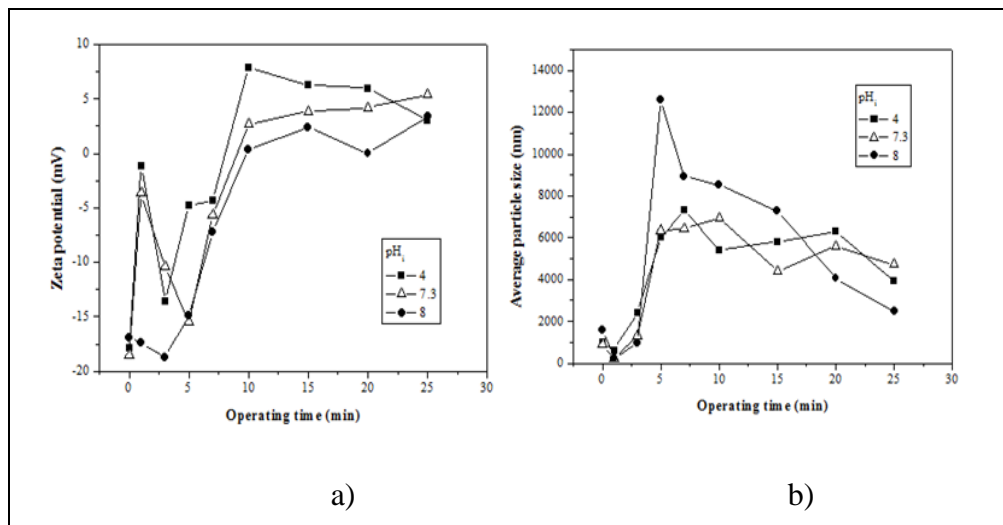 10
5
0
-5
-10
-15
-20
Zeta potential (mV)
pHi
4
7.3
8
0 5 10 15 20 25 30
Operating time (min)
a)
14000
12000
10000
8000
6000
4000
2000
0
Average particle size (nm)
pHi
4
7.3
8
0 5 10 15 20 25 30
Operating time (min)
b)